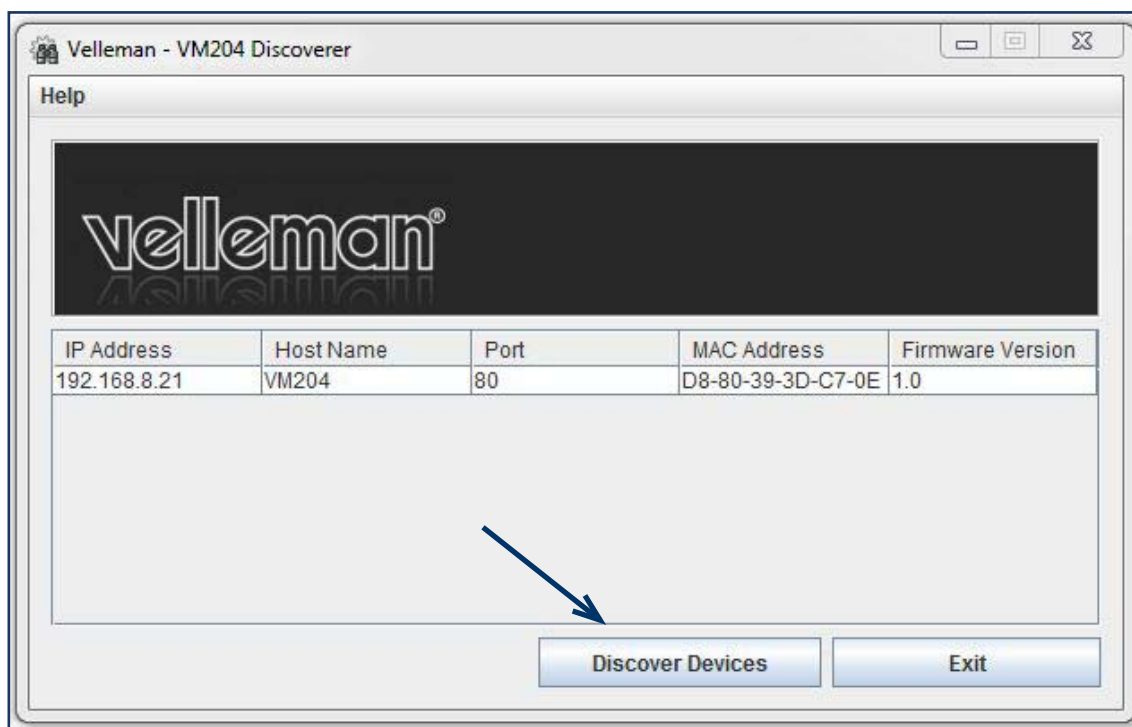 Velleman - VM204 Discoverer
Help
velleman®
IP Address Host Name Port MAC Address Firmware Version
192.168.8.21 VM204 80 D8-80-39-3D-C7-0E 1.0
Discover Devices Exit